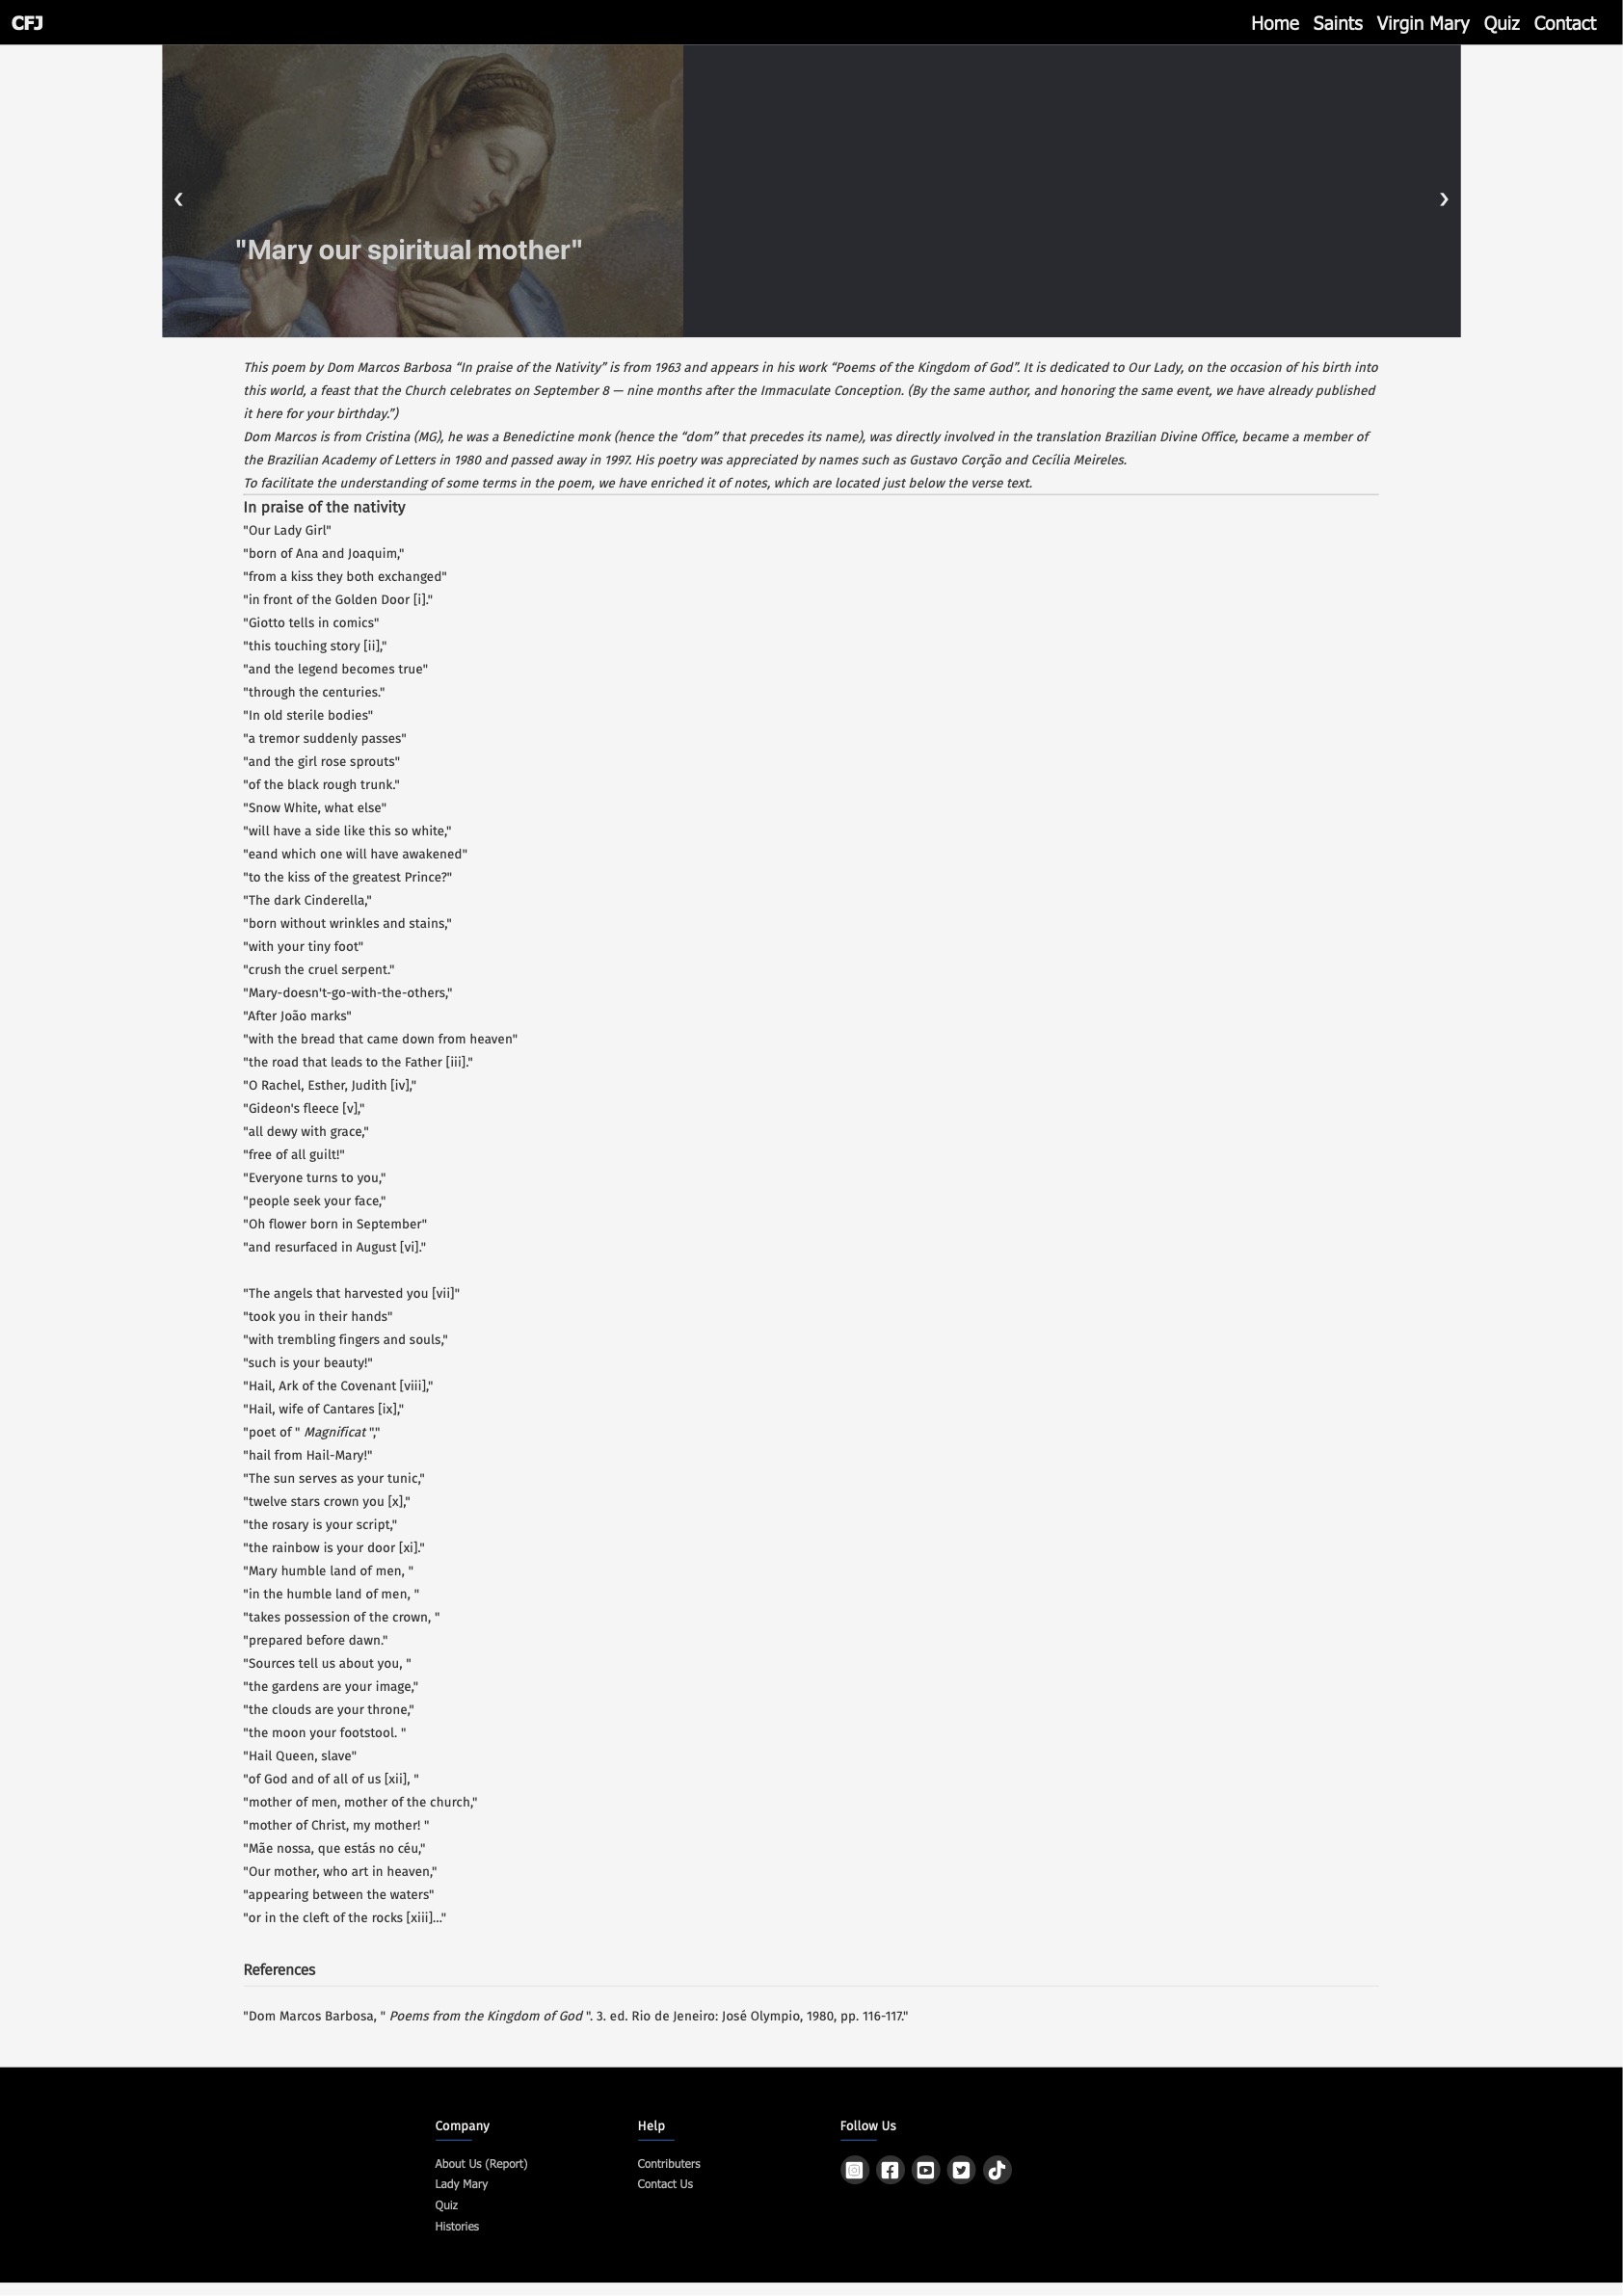 CFJ
Home Saints Virgin Mary Quiz Contact
❮
❯
"Mary our spiritual mother"
This poem by Dom Marcos Barbosa “In praise of the Nativity” is from 1963 and appears in his work “Poems of the Kingdom of God”. It is dedicated to Our Lady, on the occasion of his birth into
this world, a feast that the Church celebrates on September 8 — nine months after the Immaculate Conception. (By the same author, and honoring the same event, we have already published
it here for your birthday.”)
Dom Marcos is from Cristina (MG), he was a Benedictine monk (hence the “dom” that precedes its name), was directly involved in the translation Brazilian Divine Office, became a member of
the Brazilian Academy of Letters in 1980 and passed away in 1997. His poetry was appreciated by names such as Gustavo Corção and Cecília Meireles.
To facilitate the understanding of some terms in the poem, we have enriched it of notes, which are located just below the verse text.
In praise of the nativity
"Our Lady Girl"
"born of Ana and Joaquim,"
"from a kiss they both exchanged"
"in front of the Golden Door [i]."
"Giotto tells in comics"
"this touching story [ii],"
"and the legend becomes true"
"through the centuries."
"In old sterile bodies"
"a tremor suddenly passes"
"and the girl rose sprouts"
"of the black rough trunk."
"Snow White, what else"
"will have a side like this so white,"
"eand which one will have awakened"
"to the kiss of the greatest Prince?"
"The dark Cinderella,"
"born without wrinkles and stains,"
"with your tiny foot"
"crush the cruel serpent."
"Mary-doesn't-go-with-the-others,"
"After João marks"
"with the bread that came down from heaven"
"the road that leads to the Father [iii]."
"O Rachel, Esther, Judith [iv],"
"Gideon's fleece [v],"
"all dewy with grace,"
"free of all guilt!"
"Everyone turns to you,"
"people seek your face,"
"Oh flower born in September"
"and resurfaced in August [vi]."
"The angels that harvested you [vii]"
"took you in their hands"
"with trembling fingers and souls,"
"such is your beauty!"
"Hail, Ark of the Covenant [viii],"
"Hail, wife of Cantares [ix],"
"poet of " Magnificat ","
"hail from Hail-Mary!"
"The sun serves as your tunic,"
"twelve stars crown you [x],"
"the rosary is your script,"
"the rainbow is your door [xi]."
"Mary humble land of men, "
"in the humble land of men, "
"takes possession of the crown, "
"prepared before dawn."
"Sources tell us about you, "
"the gardens are your image,"
"the clouds are your throne,"
"the moon your footstool. "
"Hail Queen, slave"
"of God and of all of us [xii], "
"mother of men, mother of the church,"
"mother of Christ, my mother! "
"Mãe nossa, que estás no céu,"
"Our mother, who art in heaven,"
"appearing between the waters"
"or in the cleft of the rocks [xiii]..."
References
"Dom Marcos Barbosa, " Poems from the Kingdom of God ". 3. ed. Rio de Jeneiro: José Olympio, 1980, pp. 116-117."
Company
About Us (Report)
Lady Mary
Quiz
Histories
Help
Contributers
Contact Us
Follow Us